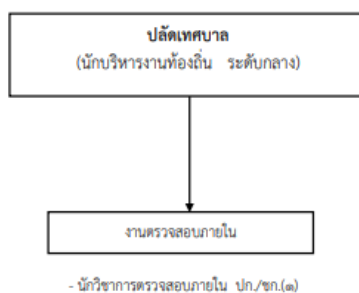 ปลัดเทศบาล
(นักบริหารงานท้องถิ่น ระดับกลาง)
งานตรวจสอบภายใน
- นักวิชาการตรวจสอบภายใน ปก./ชก.(๑)